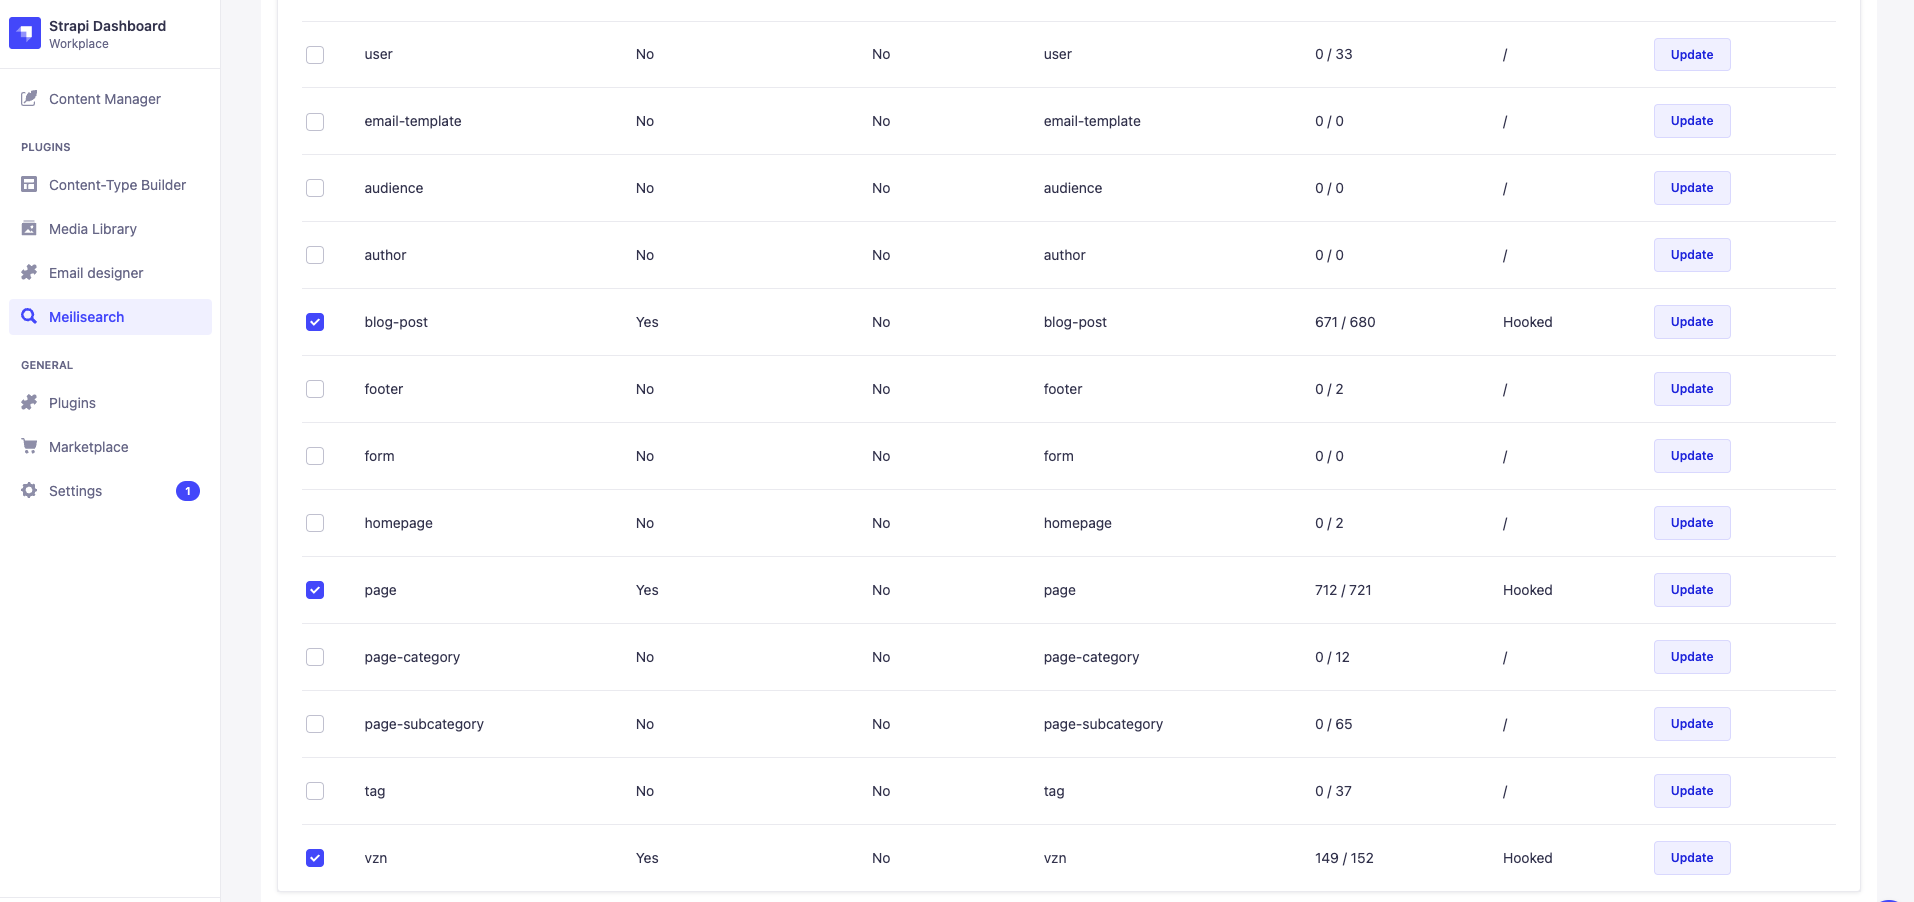 Strapi Dashboard
Workplace
Content Manager
PLUGINS
Content-Type Builder
Media Library
Email designer
Meilisearch
GENERAL
Plugins
Marketplace
Settings 1
user No No user 0 / 33 / Update
email-template No No email-template 0 / 0 / Update
audience No No audience 0 / 0 / Update
author No No author 0 / 0 / Update
blog-post Yes No blog-post 671 / 680 Hooked Update
footer No No footer 0 / 2 / Update
form No No form 0 / 0 / Update
homepage No No homepage 0 / 2 / Update
page Yes No page 712 / 721 Hooked Update
page-category No No page-category 0 / 12 / Update
page-subcategory No No page-subcategory 0 / 65 / Update
tag No No tag 0 / 37 / Update
vzn Yes No vzn 149 / 152 Hooked Update